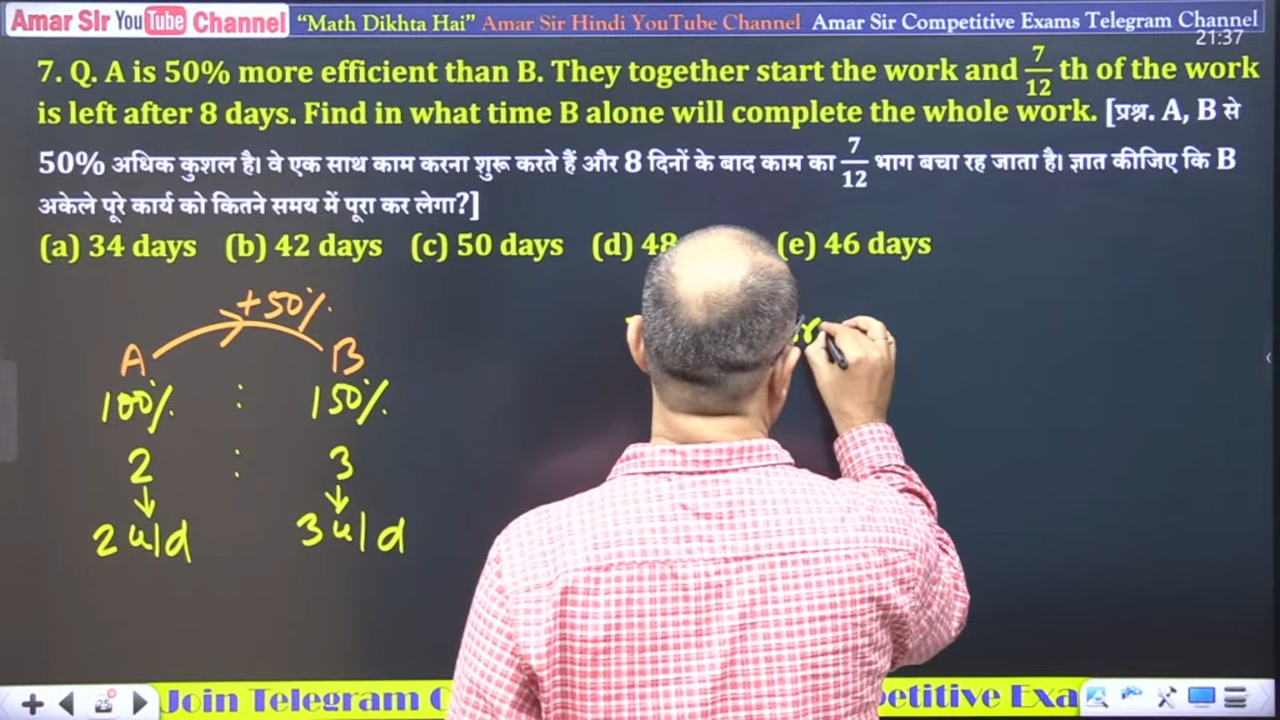 Amar Sir YouTube Channel "Math Dikhta Hai" Amar Sir Hindi YouTube Channel Amar Sir Competitive Exams Telegram Channel
21:37
7. Q. A is 50% more efficient than B. They together start the work and 7/12 th of the work
is left after 8 days. Find in what time B alone will complete the whole work. [प्रश्न. A, B से
50% अधिक कुशल है। वे एक साथ काम करना शुरू करते हैं और 8 दिनों के बाद काम का 7/12 भाग बचा रह जाता है। ज्ञात कीजिए कि B
अकेले पूरे कार्य को कितने समय में पूरा कर लेगा?]
(a) 34 days (b) 42 days (c) 50 days (d) 48 (e) 46 days
+50%
A B
100% : 150%
2 : 3
2u/d 3u/d
25
Join Telegram petitive Exa